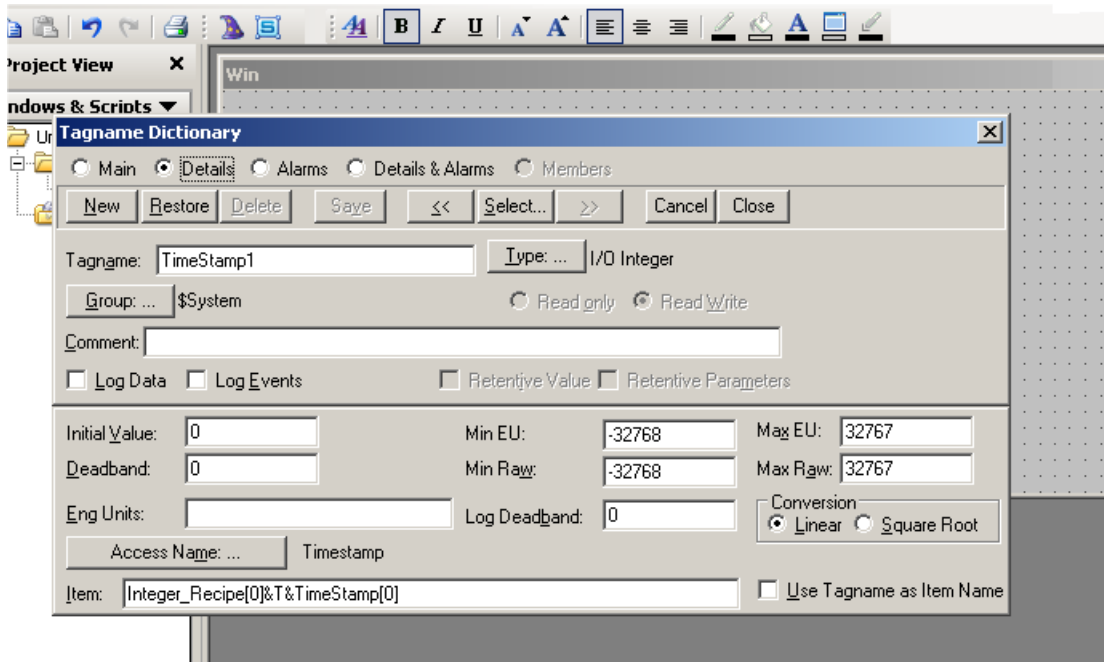 B I U A A A
Project View ×
Win
ndows & Scripts
Ur
Tagname Dictionary
Main Details Alarms Details & Alarms Members
New Restore Delete Save << Select... >> Cancel Close
Tagname: TimeStamp1 Type: ... I/O Integer
Group: ... $System Read only Read Write
Comment:
Log Data Log Events Retentive Value Retentive Parameters
Initial Value: 0 Min EU: -32768 Max EU: 32767
Deadband: 0 Min Raw: -32768 Max Raw: 32767
Eng Units: Log Deadband: 0 Conversion
Linear Square Root
Access Name: ... Timestamp
Item: Integer_Recipe[0]&T&TimeStamp[0] Use Tagname as Item Name